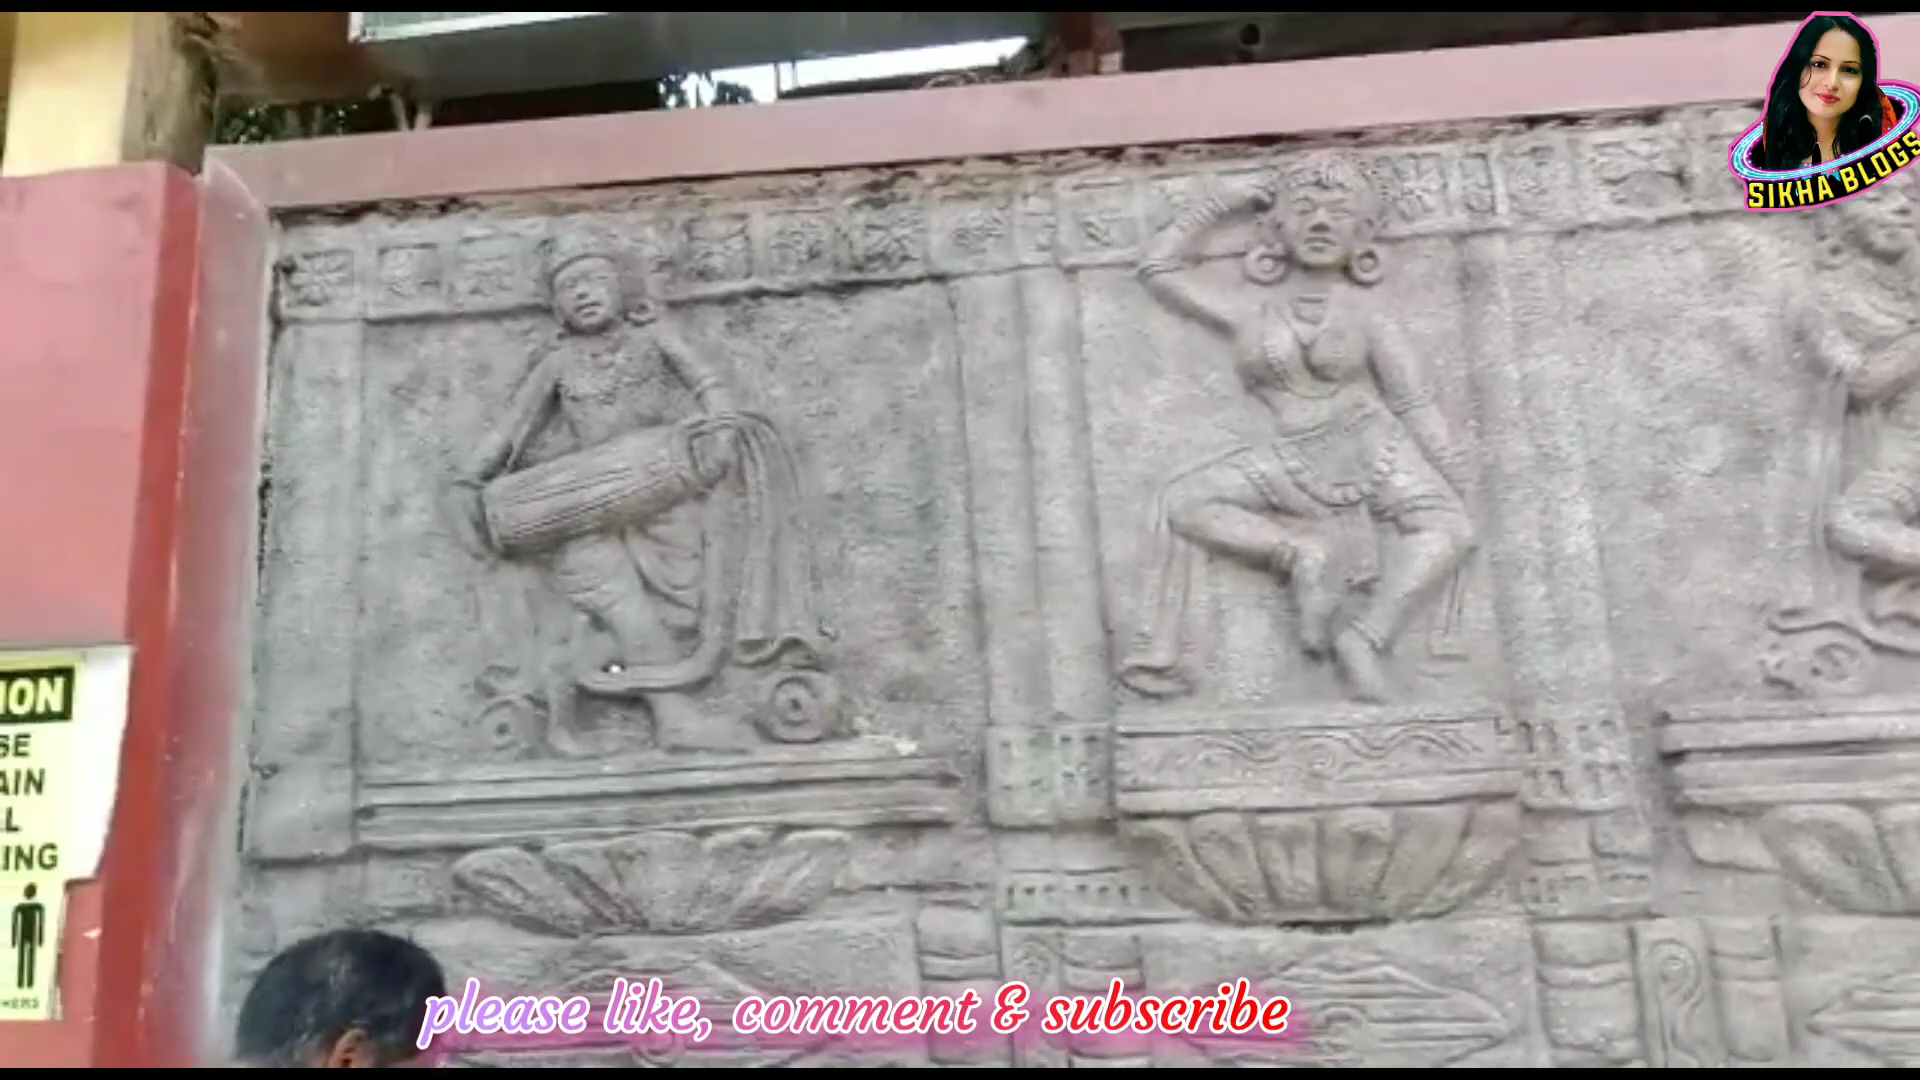 SIKHA BLOGS
ION
SE
AIN
ING
please like, comment & subscribe